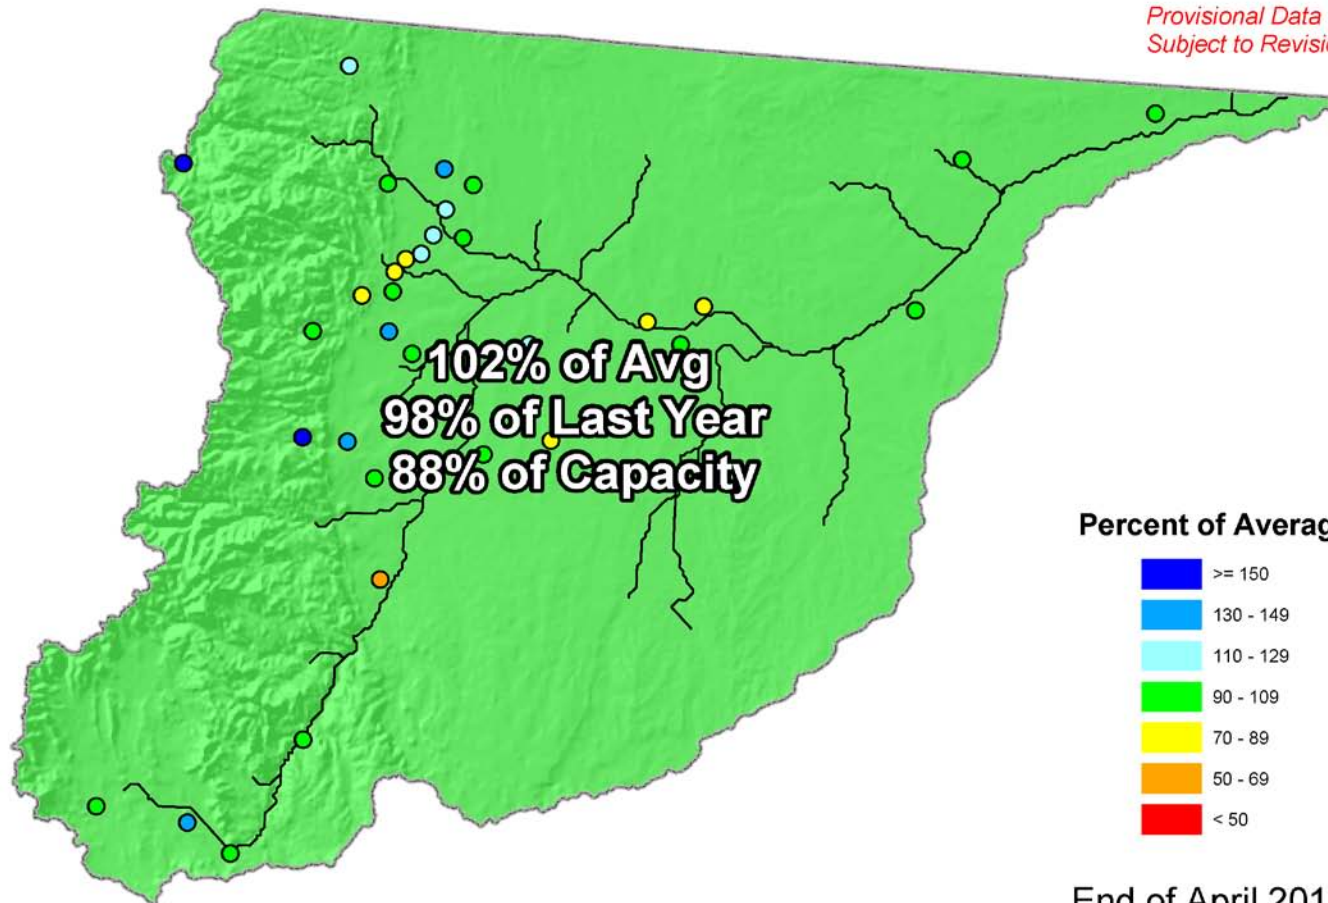 Provisional Data
Subject to Revisi
102% of Avg
98% of Last Year
88% of Capacity
Percent of Averag
>= 150
130 - 149
110 - 129
90 - 109
70 - 89
50 - 69
< 50
End of April 201